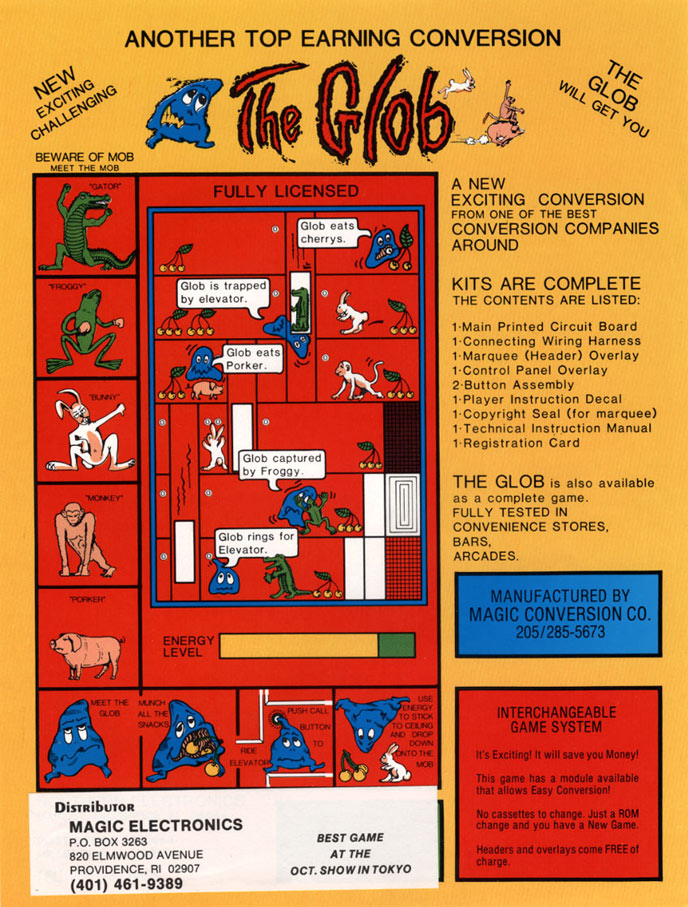 ANOTHER TOP EARNING CONVERSION
NEW
EXCITING
CHALLENGING
The Glob
THE
GLOB
WILL GET YOU
BEWARE OF MOB
MEET THE MOB
"GATOR"
"FROGGY"
"BUNNY"
"MONKEY"
"PORKER"
FULLY LICENSED
Glob eats
cherrys.
Glob is trapped
by elevator.
Glob eats
Porker.
Glob captured
by Froggy.
Glob rings for
Elevator.
ENERGY
LEVEL
MEET THE
GLOB
MUNCH
ALL THE
SNACKS
RIDE
ELEVATOR
PUSH CALL
BUTTON
TO
USE
ENERGY
TO STICK
TO CEILING
AND DROP
DOWN
ONTO THE
MOB
A NEW
EXCITING CONVERSION
FROM ONE OF THE BEST
CONVERSION COMPANIES
AROUND
KITS ARE COMPLETE
THE CONTENTS ARE LISTED:
1·Main Printed Circuit Board
1·Connecting Wiring Harness
1·Marquee (Header) Overlay
1·Control Panel Overlay
2·Button Assembly
1·Player Instruction Decal
1·Copyright Seal (for marquee)
1·Technical Instruction Manual
1·Registration Card
THE GLOB is also available
as a complete game.
FULLY TESTED IN
CONVENIENCE STORES,
BARS,
ARCADES.
MANUFACTURED BY
MAGIC CONVERSION CO.
205/285-5673
INTERCHANGEABLE
GAME SYSTEM
It's Exciting! It will save you Money!
This game has a module available
that allows Easy Conversion!
No cassettes to change. Just a ROM
change and you have a New Game.
Headers and overlays come FREE of
charge.
DISTRIBUTOR
MAGIC ELECTRONICS
P.O. BOX 3263
820 ELMWOOD AVENUE
PROVIDENCE, RI 02907
(401) 461-9389
BEST GAME
AT THE
OCT. SHOW IN TOKYO